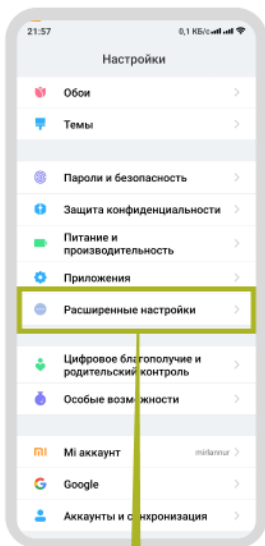 21:57 0,1 КБ/с
Настройки
Обои
Темы
Пароли и безопасность
Защита конфиденциальности
Питание и
производительность
Приложения
Расширенные настройки
Цифровое благополучие и
родительский контроль
Особые возможности
Mi аккаунт mirlannur
Google
Аккаунты и синхронизация